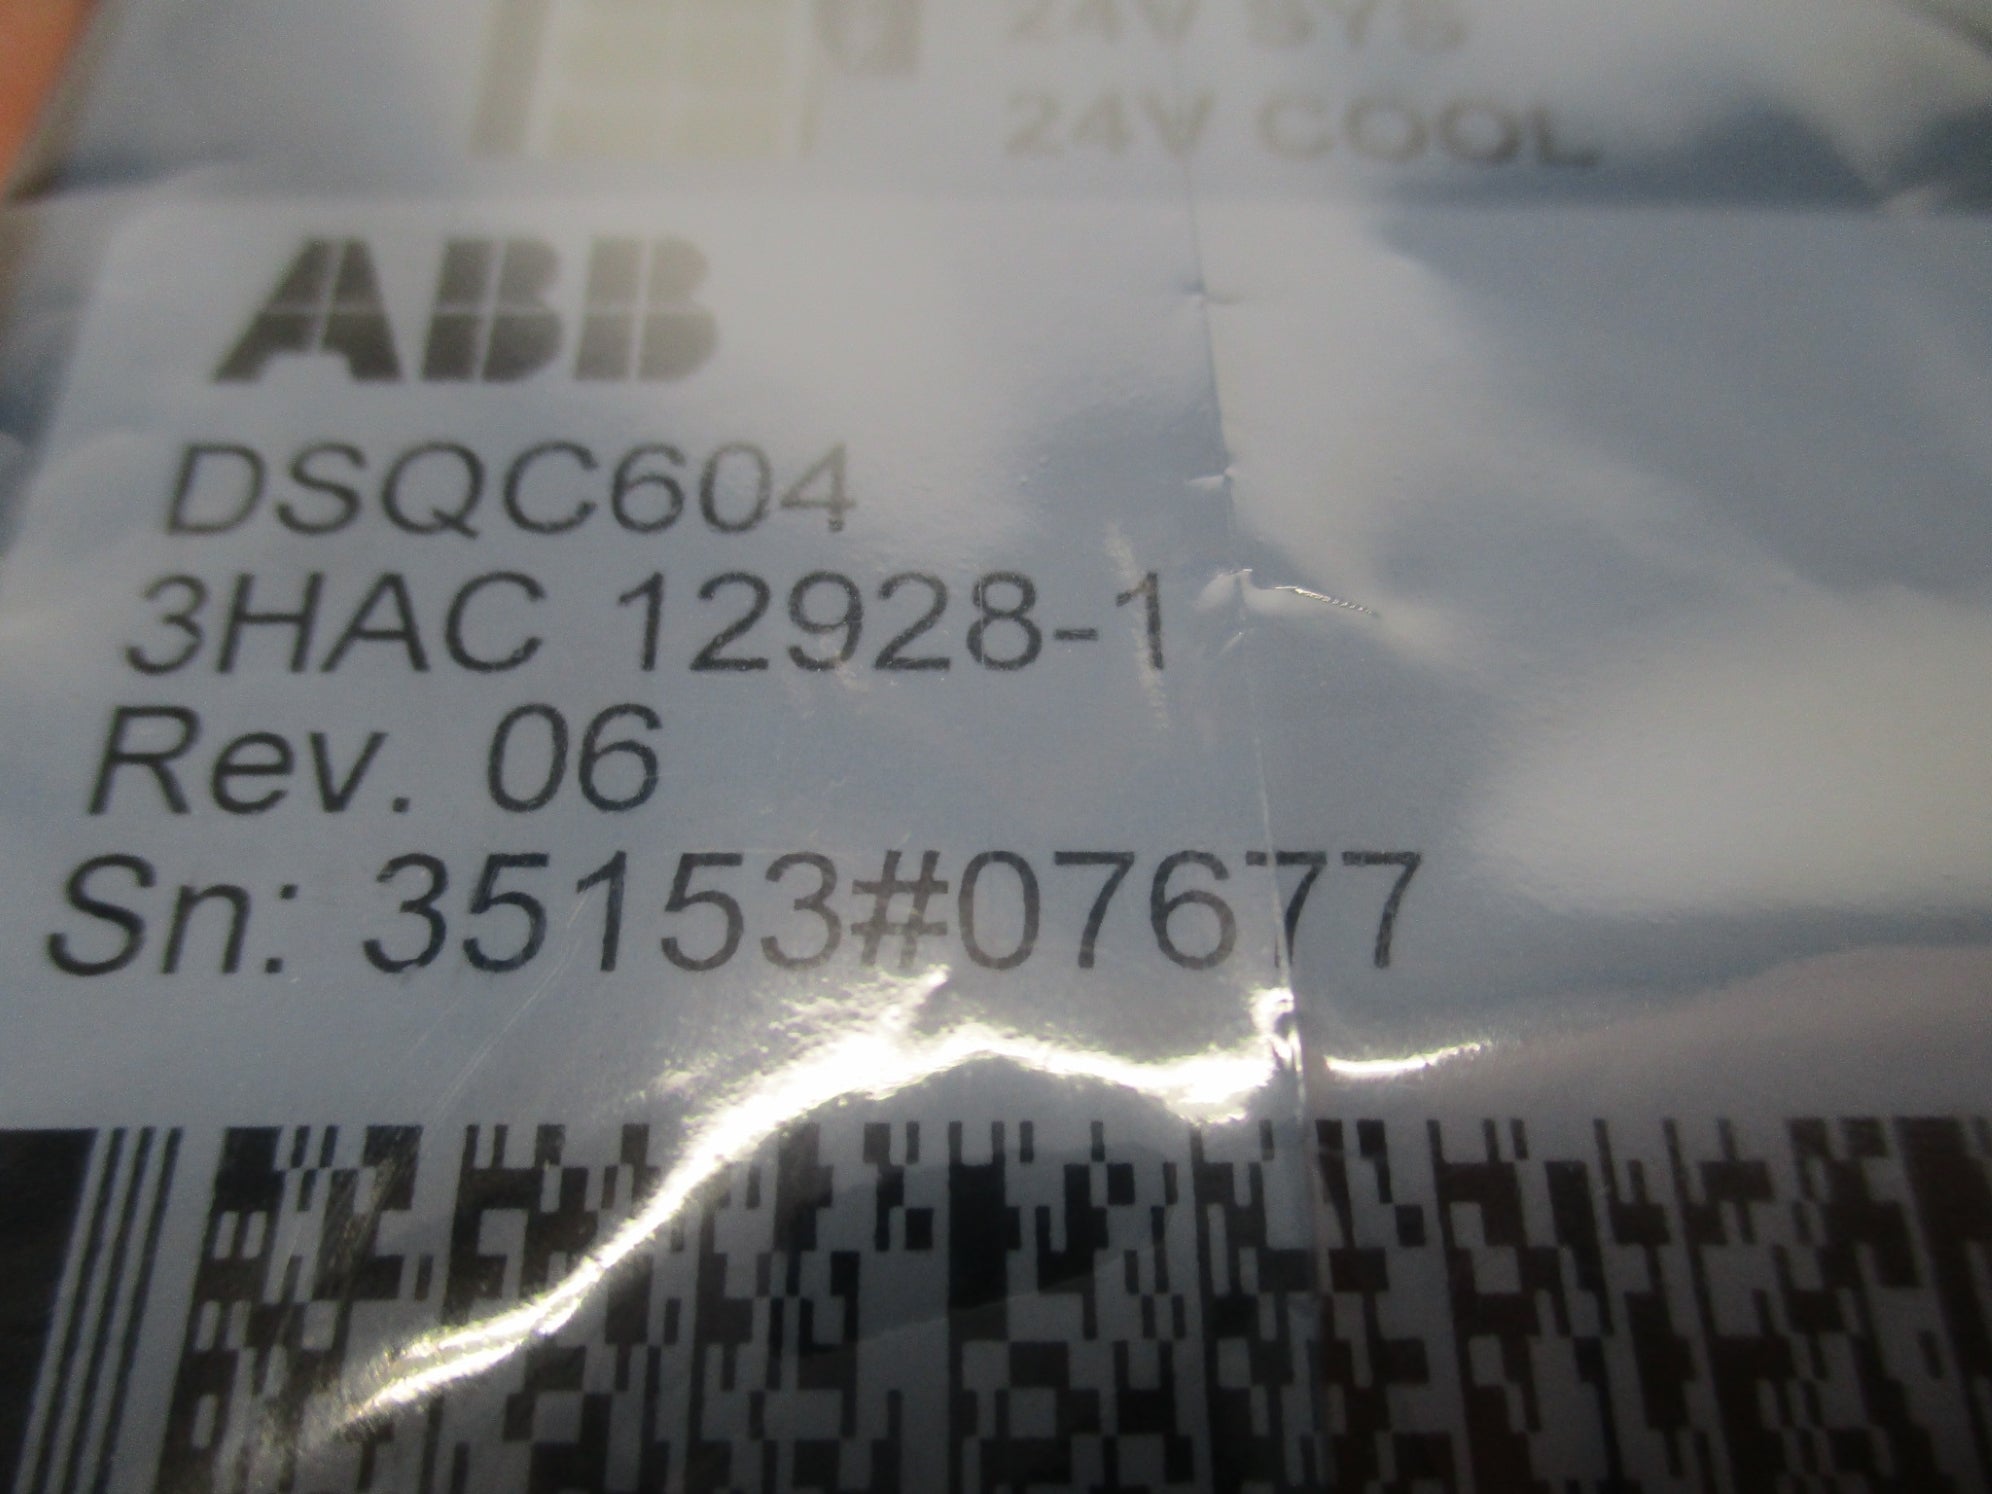 24V SYS
24V COOL
ABB
DSQC604
3HAC 12928-1
Rev. 06
Sn: 35153#07677